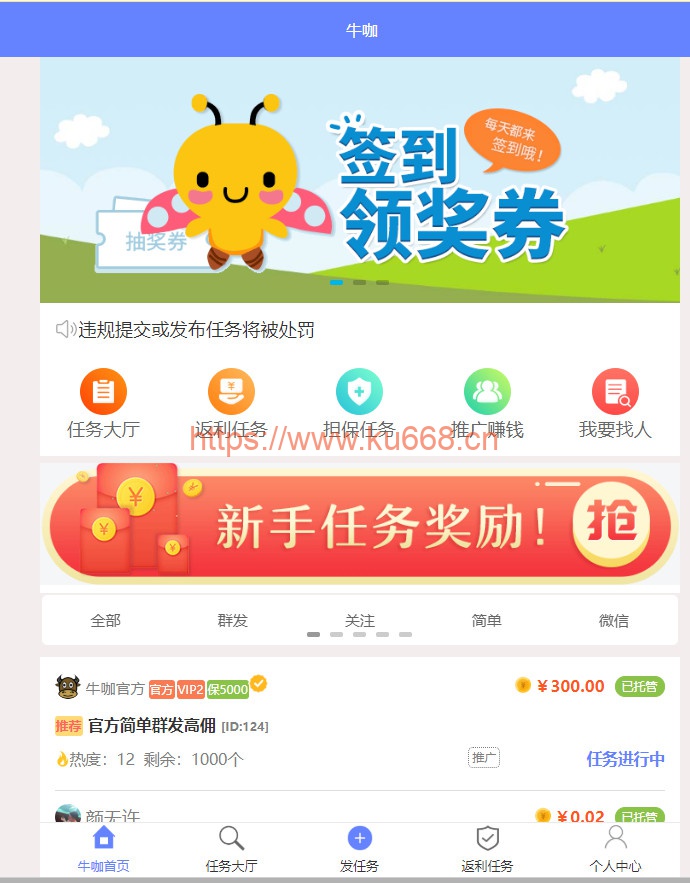 牛咖
每天都来
签到哦！
签到
领奖券
抽奖券
违规提交或发布任务将被处罚
任务大厅 返利任务 担保任务 推广赚钱 我要找人
https://www.ku668.cn
新手任务奖励！ 抢
全部 群发 关注 简单 微信
牛咖官方 官方 VIP2 保5000 ¥300.00 已托管
推荐 官方简单群发高佣 [ID:124]
热度：12 剩余：1000个 推广 任务进行中
颜无许 ¥0.02 已托管
牛咖首页 任务大厅 发任务 返利任务 个人中心